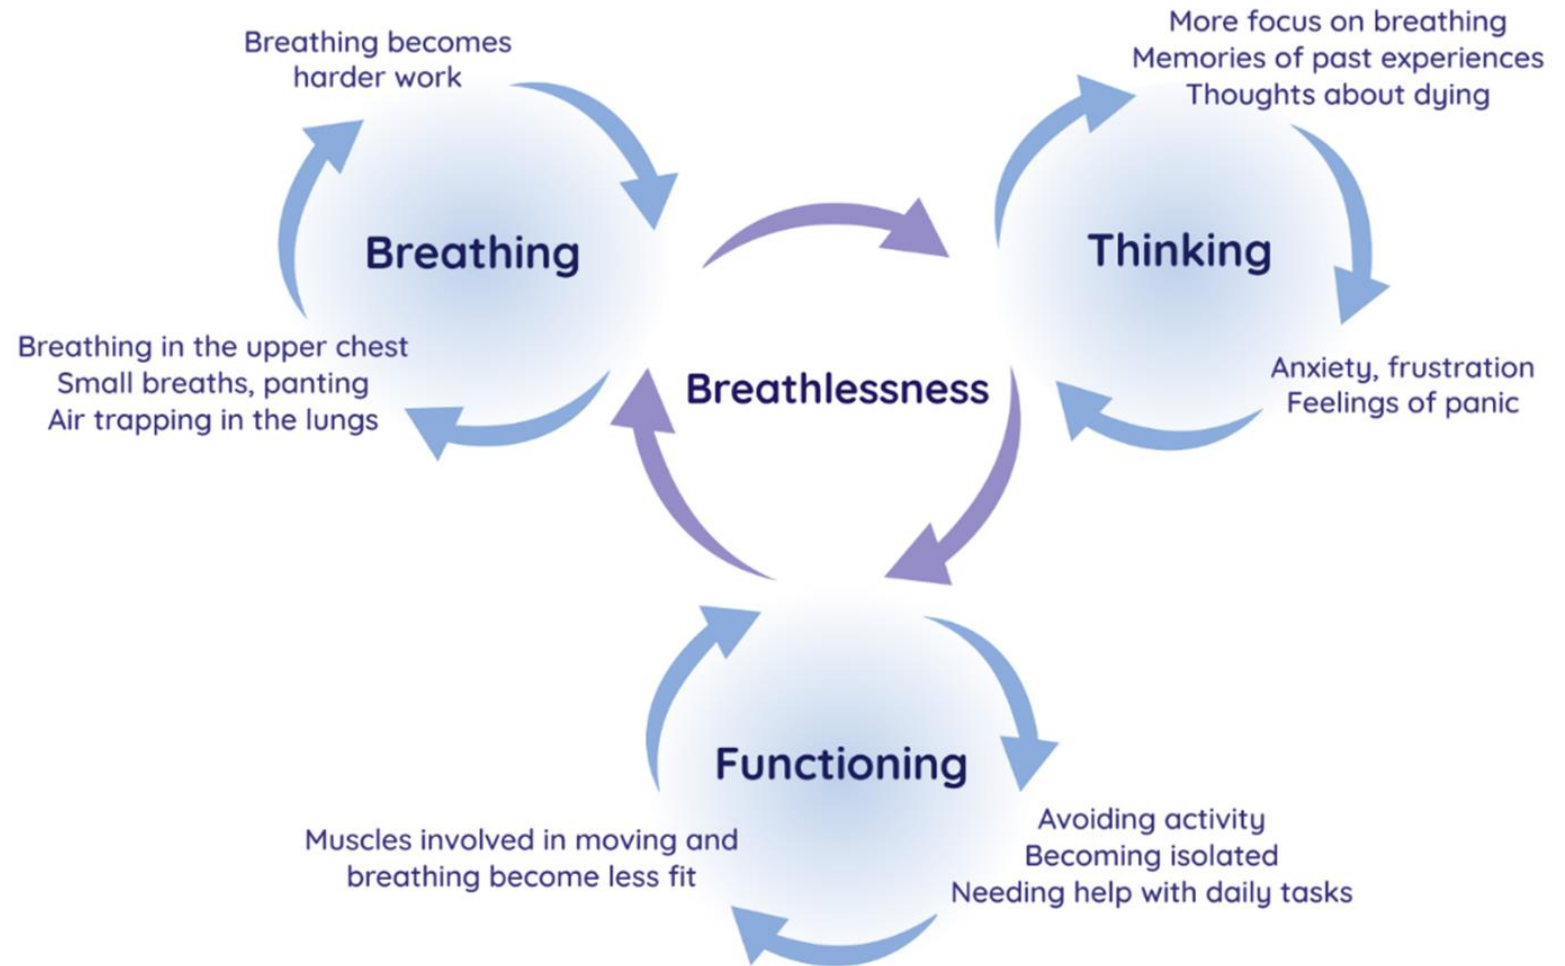 Breathing becomes
harder work
Breathing
Breathing in the upper chest
Small breaths, panting
Air trapping in the lungs
More focus on breathing
Memories of past experiences
Thoughts about dying
Thinking
Anxiety, frustration
Feelings of panic
Breathlessness
Functioning
Avoiding activity
Becoming isolated
Needing help with daily tasks
Muscles involved in moving and
breathing become less fit